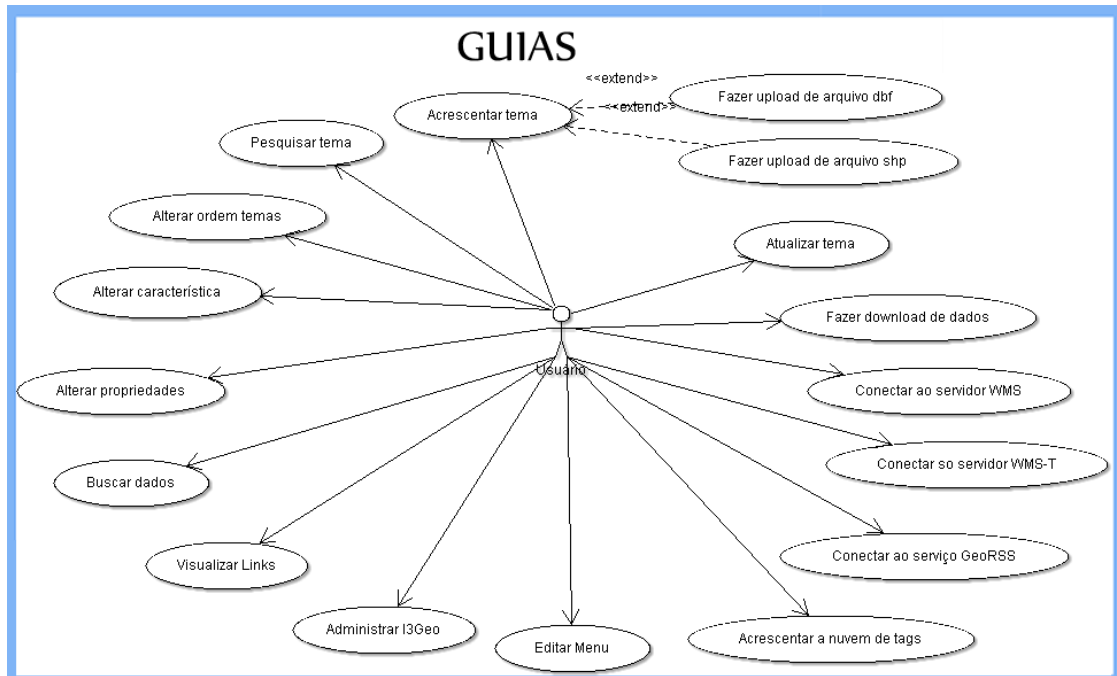 GUIAS
<<extend>>
Fazer upload de arquivo dbf
Acrescentar tema
<<extend>>
Pesquisar tema
Fazer upload de arquivo shp
Alterar ordem temas
Atualizar tema
Alterar característica
Fazer download de dados
Usuário
Alterar propriedades
Conectar ao servidor WMS
Conectar so servidor WMS-T
Buscar dados
Conectar ao serviço GeoRSS
Visualizar Links
Administrar I3Geo
Editar Menu
Acrescentar a nuvem de tags